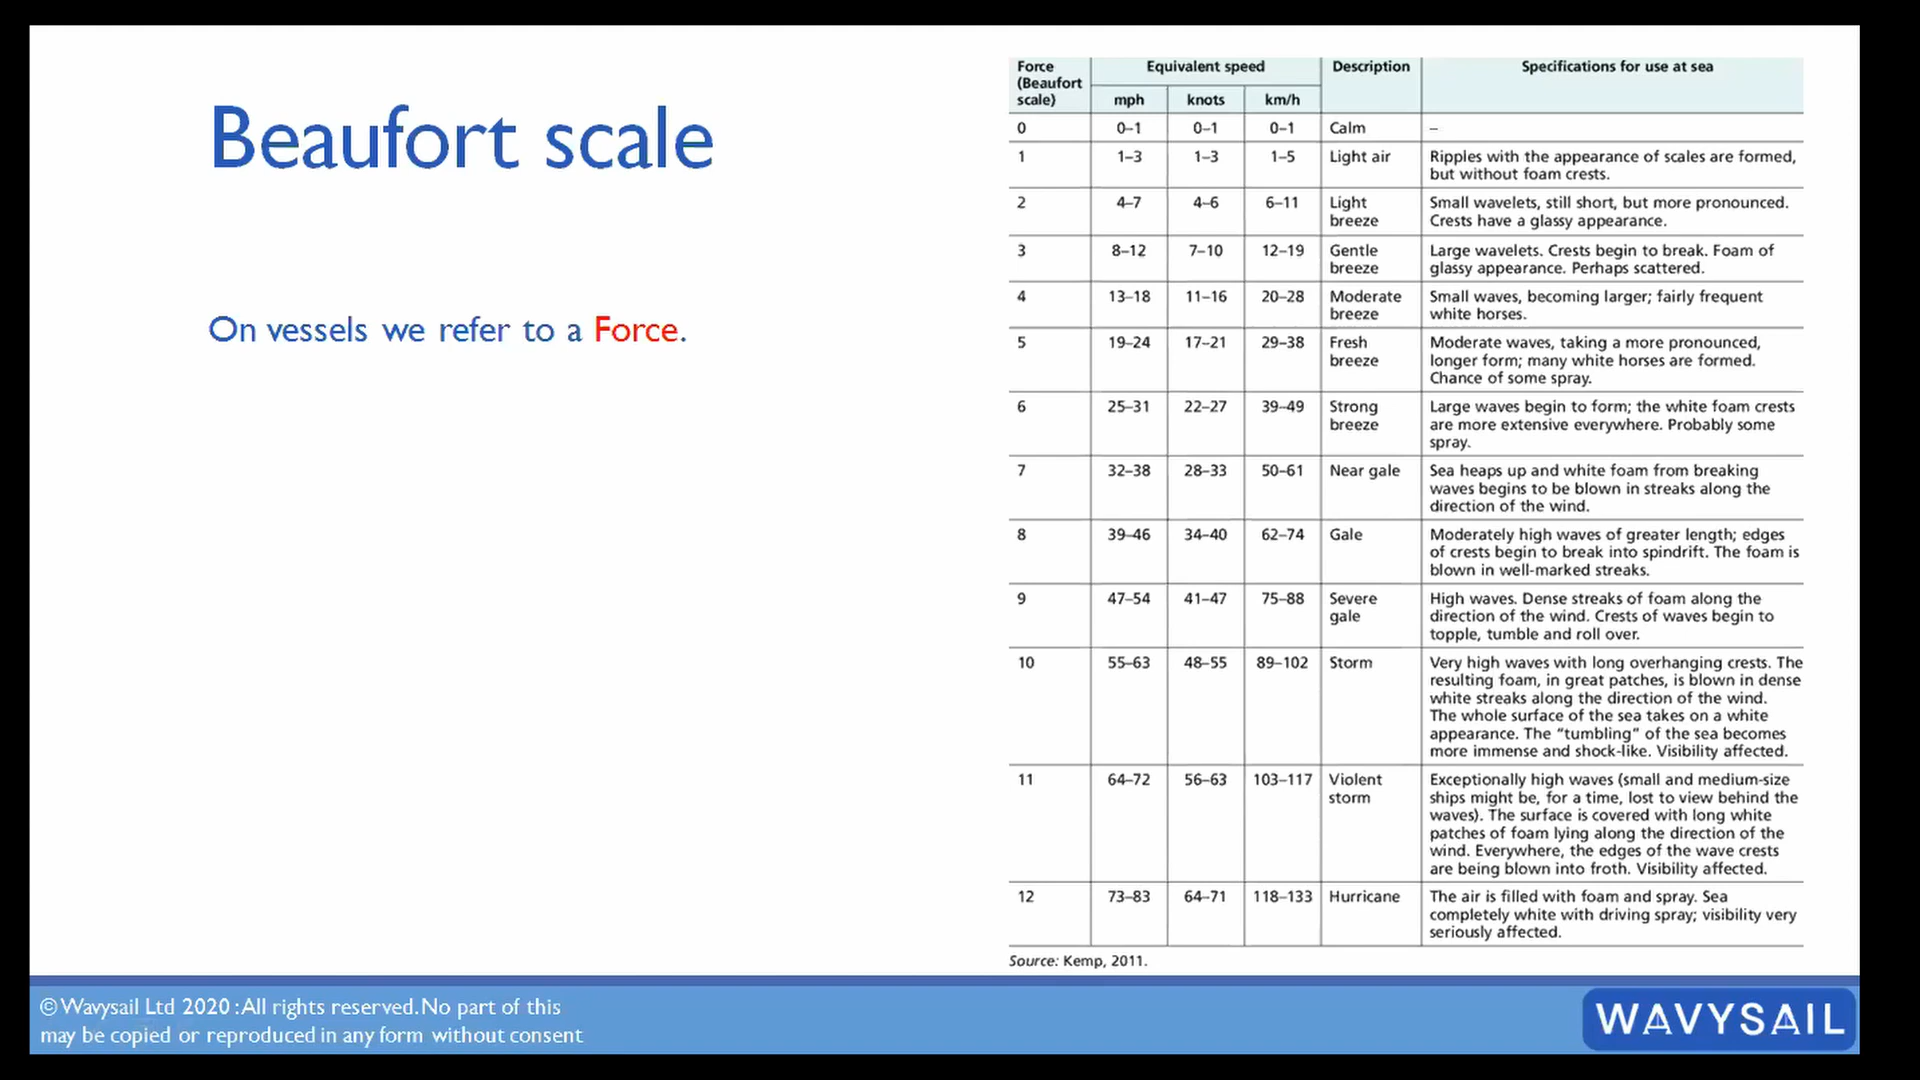 Beaufort scale
On vessels we refer to a Force.
Force (Beaufort scale) Equivalent speed Description Specifications for use at sea
mph knots km/h
0 0–1 0–1 0–1 Calm –
1 1–3 1–3 1–5 Light air Ripples with the appearance of scales are formed,
but without foam crests.
2 4–7 4–6 6–11 Light breeze Small wavelets, still short, but more pronounced.
Crests have a glassy appearance.
3 8–12 7–10 12–19 Gentle breeze Large wavelets. Crests begin to break. Foam of
glassy appearance. Perhaps scattered.
4 13–18 11–16 20–28 Moderate breeze Small waves, becoming larger; fairly frequent
white horses.
5 19–24 17–21 29–38 Fresh breeze Moderate waves, taking a more pronounced,
longer form; many white horses are formed.
Chance of some spray.
6 25–31 22–27 39–49 Strong breeze Large waves begin to form; the white foam crests
are more extensive everywhere. Probably some
spray.
7 32–38 28–33 50–61 Near gale Sea heaps up and white foam from breaking
waves begins to be blown in streaks along the
direction of the wind.
8 39–46 34–40 62–74 Gale Moderately high waves of greater length; edges
of crests begin to break into spindrift. The foam is
blown in well-marked streaks.
9 47–54 41–47 75–88 Severe gale High waves. Dense streaks of foam along the
direction of the wind. Crests of waves begin to
topple, tumble and roll over.
10 55–63 48–55 89–102 Storm Very high waves with long overhanging crests. The
resulting foam, in great patches, is blown in dense
white streaks along the direction of the wind.
The whole surface of the sea takes on a white
appearance. The “tumbling” of the sea becomes
more immense and shock-like. Visibility affected.
11 64–72 56–63 103–117 Violent storm Exceptionally high waves (small and medium-size
ships might be, for a time, lost to view behind the
waves). The surface is covered with long white
patches of foam lying along the direction of the
wind. Everywhere, the edges of the wave crests
are being blown into froth. Visibility affected.
12 73–83 64–71 118–133 Hurricane The air is filled with foam and spray. Sea
completely white with driving spray; visibility very
seriously affected.
Source: Kemp, 2011.
© Wavysail Ltd 2020 : All rights reserved. No part of this
may be copied or reproduced in any form without consent
WAVYSAIL